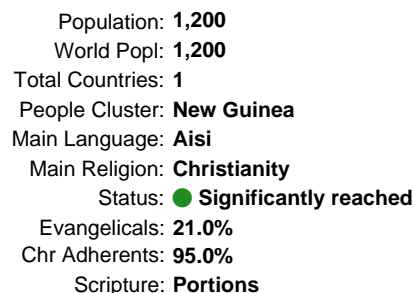 Population: 1,200
World Popl: 1,200
Total Countries: 1
People Cluster: New Guinea
Main Language: Aisi
Main Religion: Christianity
Status: Significantly reached
Evangelicals: 21.0%
Chr Adherents: 95.0%
Scripture: Portions